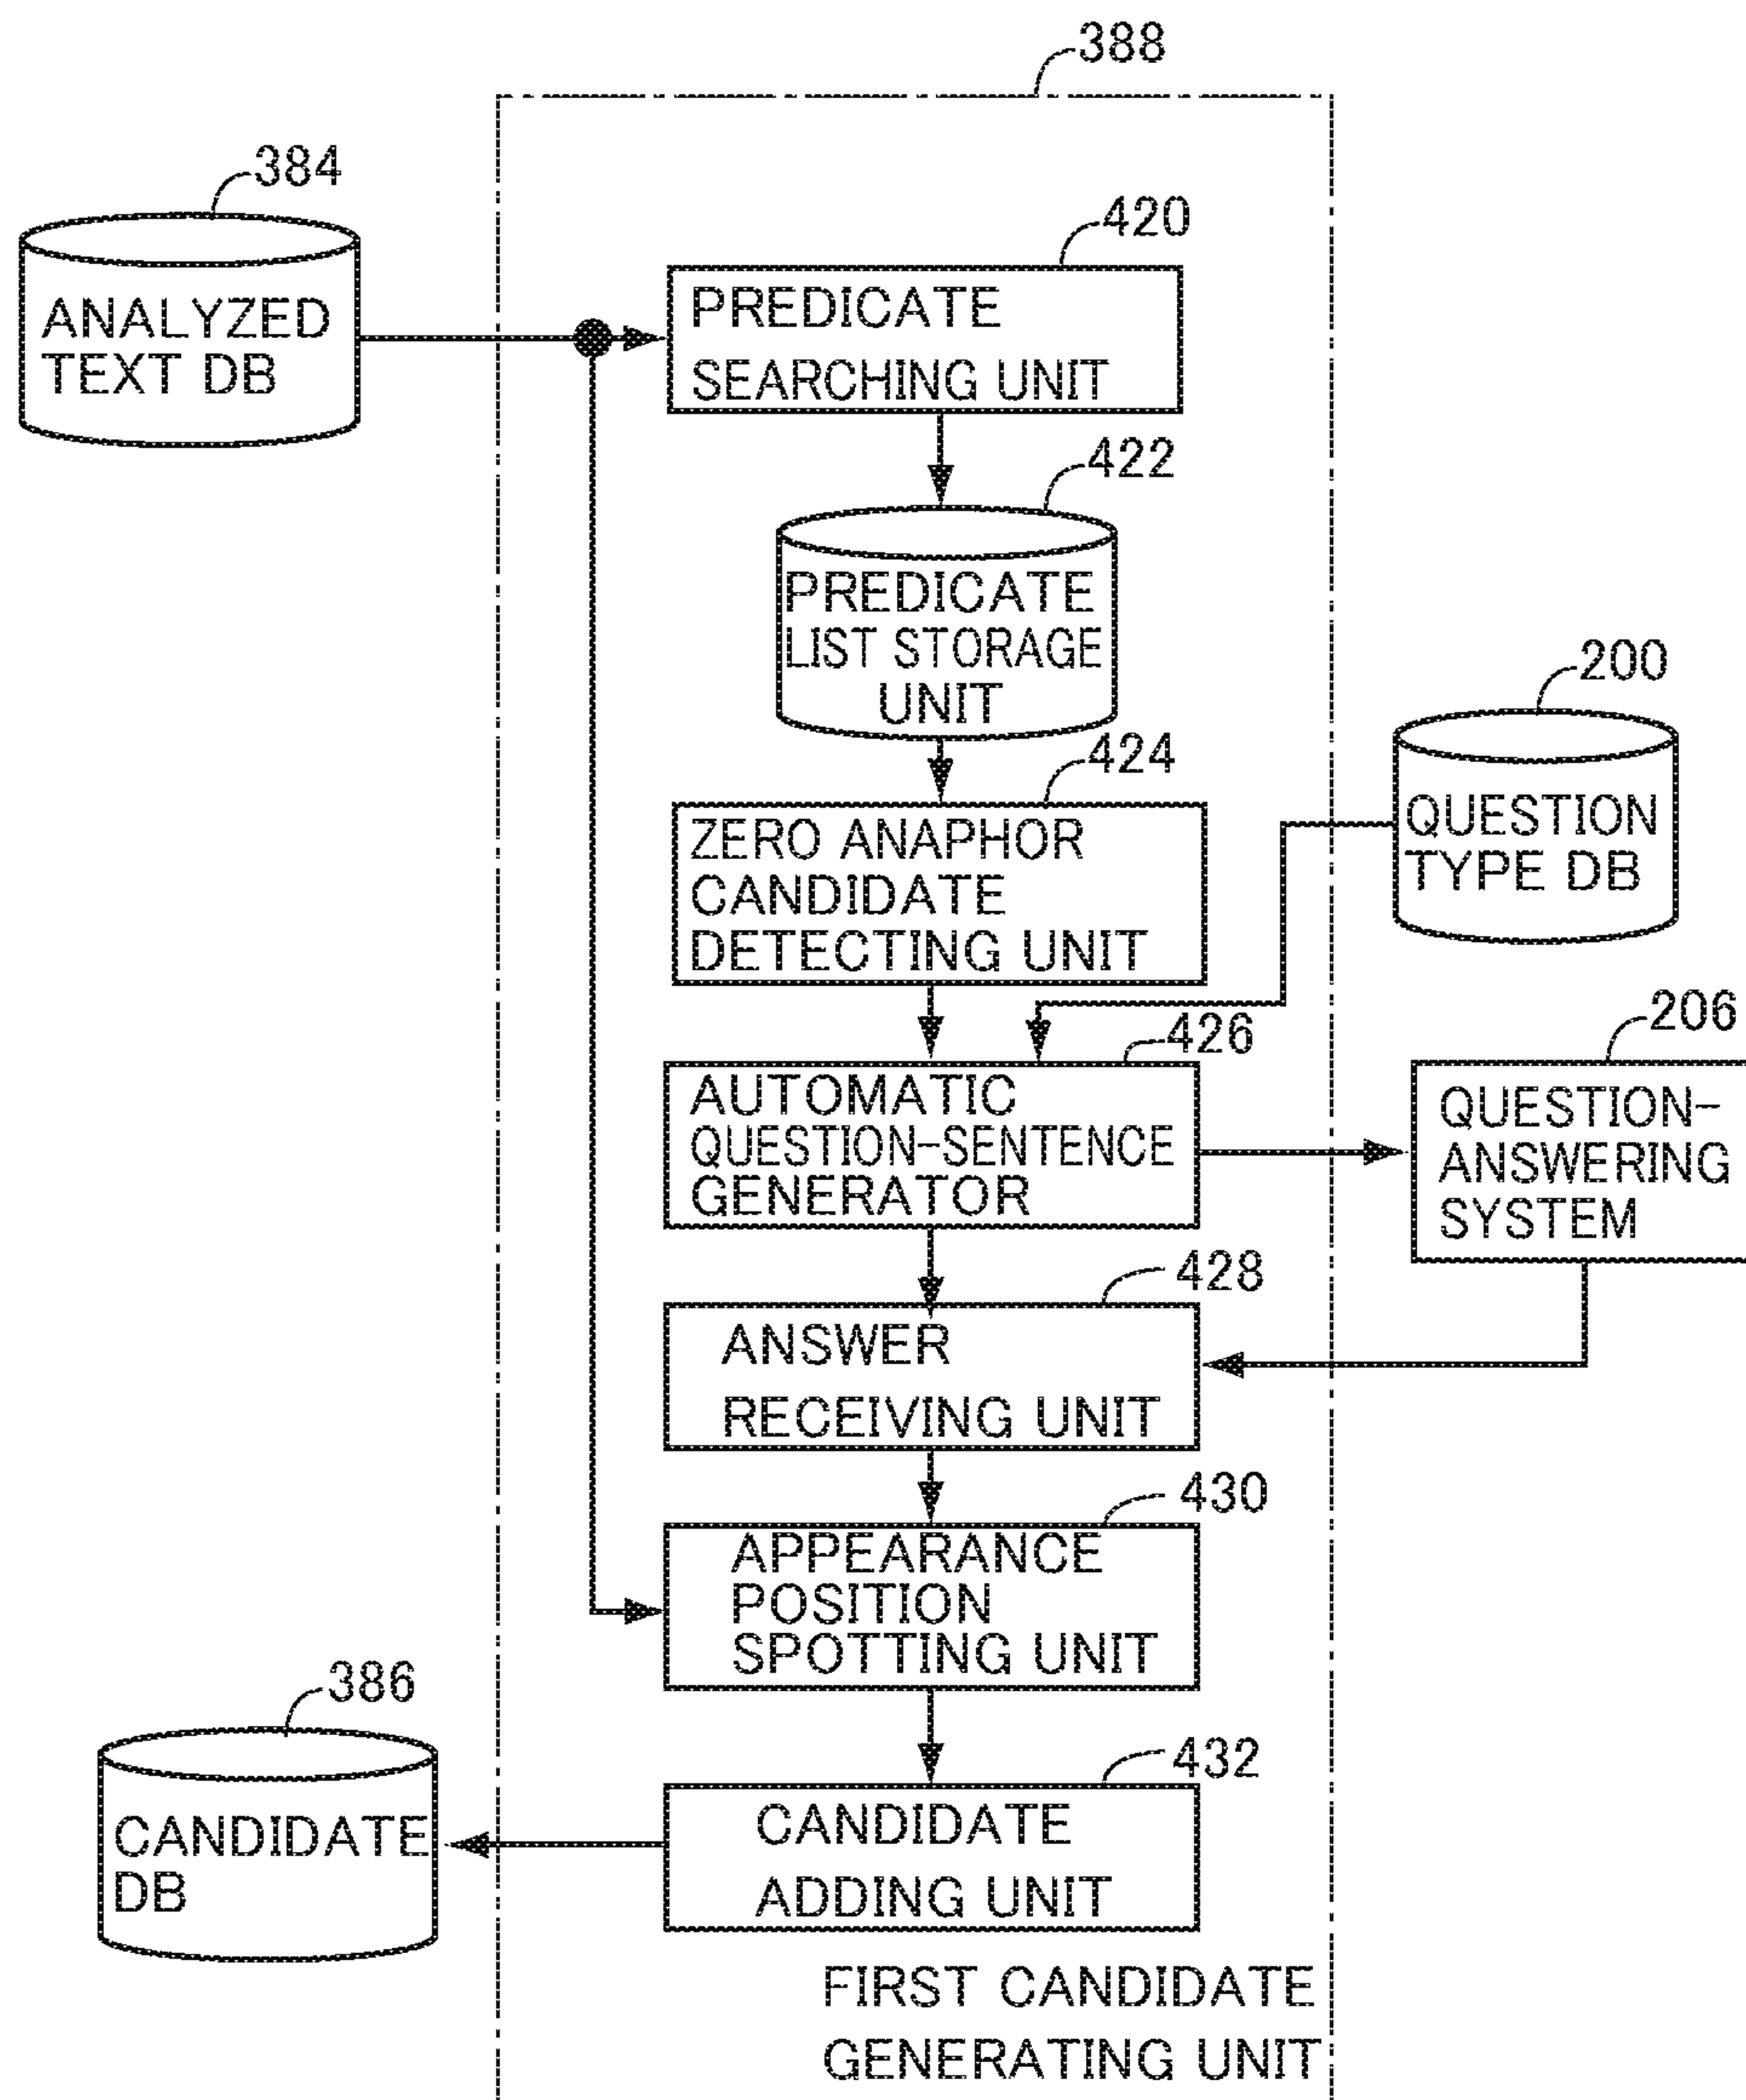 388
384
ANALYZED
TEXT DB
420
PREDICATE
SEARCHING UNIT
422
PREDICATE
LIST STORAGE
UNIT
200
QUESTION
TYPE DB
424
ZERO ANAPHOR
CANDIDATE
DETECTING UNIT
206
QUESTION-
ANSWERING
SYSTEM
426
AUTOMATIC
QUESTION-SENTENCE
GENERATOR
428
ANSWER
RECEIVING UNIT
430
APPEARANCE
POSITION
SPOTTING UNIT
386
CANDIDATE
DB
432
CANDIDATE
ADDING UNIT
FIRST CANDIDATE
GENERATING UNIT